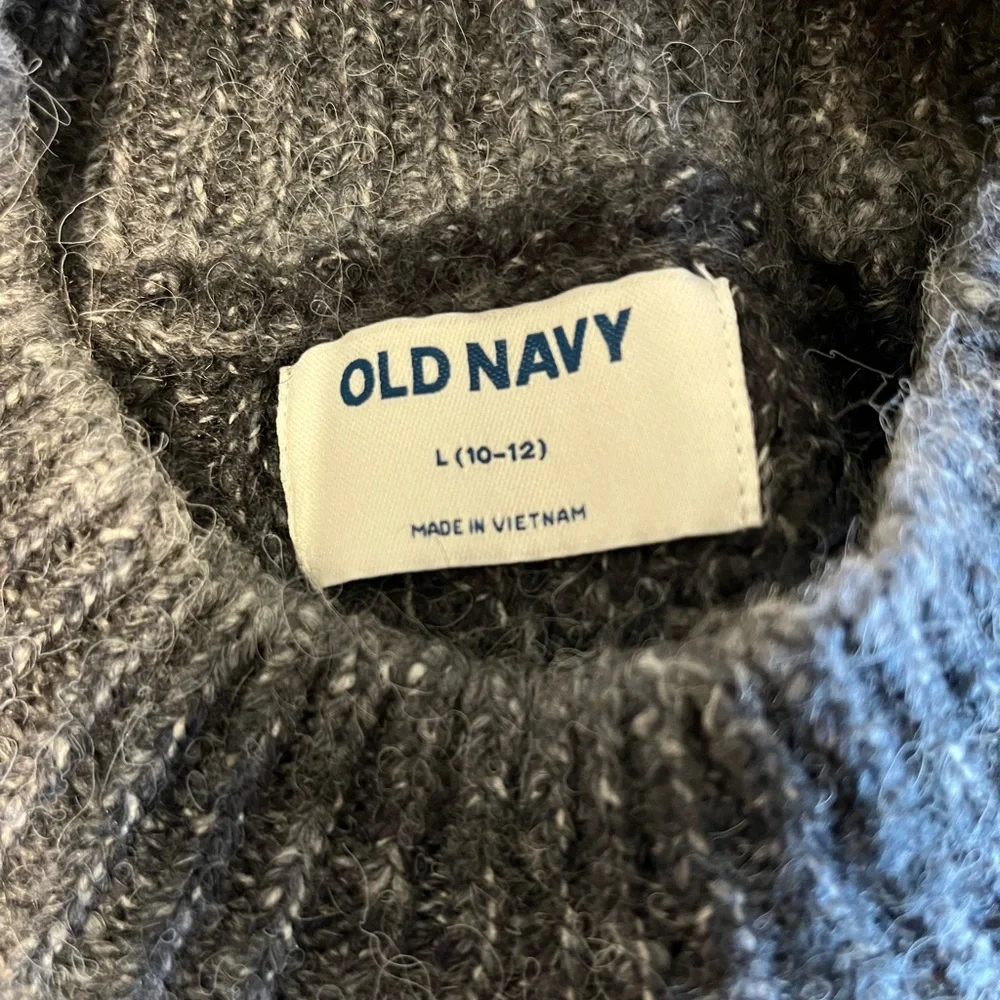 OLD NAVY
L (10-12)
MADE IN VIETNAM